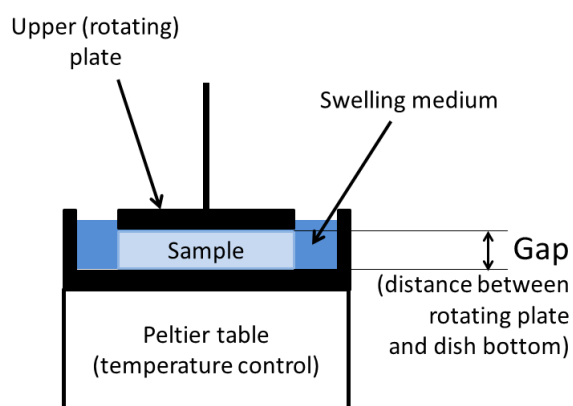 Upper (rotating)
plate
Swelling medium
Sample
Gap
(distance between
rotating plate
and dish bottom)
Peltier table
(temperature control)